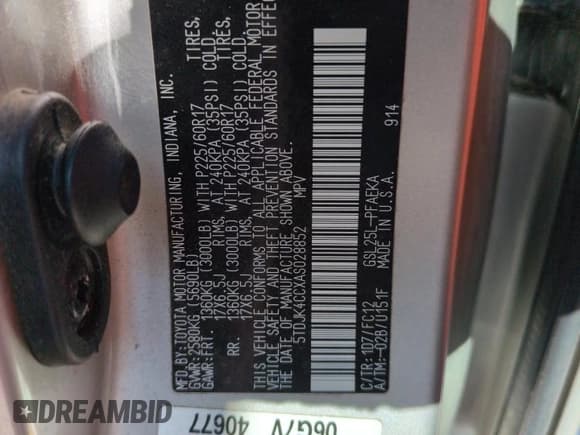 MFD.BY:TOYOTA MOTOR MANUFACTURING, INDIANA, INC.
GVWR:2580KG (5690LB)
GAWR:FRT. 1360KG (3000LB) WITH P225/60R17 TIRES,
17X6.5J RIMS, AT 240KPA (35PSI) COLD.
RR. 1360KG (3000LB) WITH P225/60R17 TIRES,
17X6.5J RIMS, AT 240KPA (35PSI) COLD.
THIS VEHICLE CONFORMS TO ALL APPLICABLE FEDERAL MOTOR
VEHICLE SAFETY AND THEFT PREVENTION STANDARDS IN EFFECT
ON THE DATE OF MANUFACTURE SHOWN ABOVE.
5TDJK4CCXAS028852 MPV
C/TR:1D7/FC12 GSL25L-PFAEKA
A/TM:-02B/U151F MADE IN U.S.A. 914
06G7V
40677
© BIDHISTORY